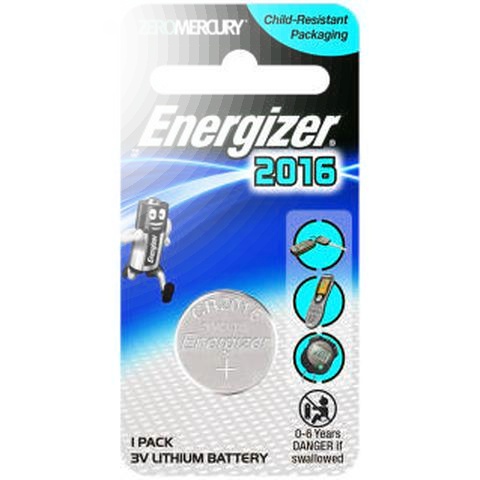 ZEROMERCURY
Child-Resistant
Packaging
Energizer®
2016
Energizer
CR2016
Energizer
+
1 PACK
3V LITHIUM BATTERY
0-6 Years
DANGER if
swallowed